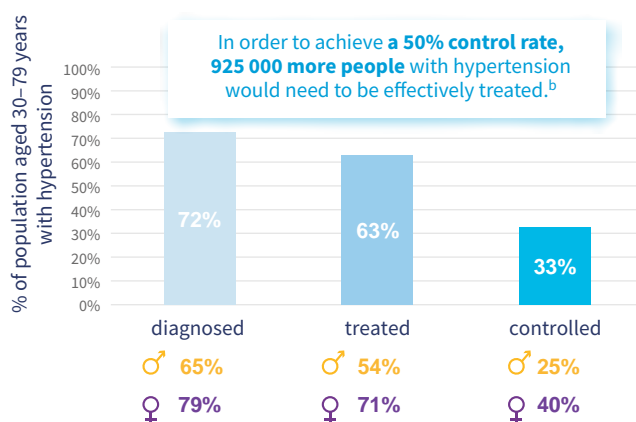 In order to achieve a 50% control rate,
925 000 more people with hypertension
would need to be effectively treated.b
% of population aged 30–79 years
with hypertension
100%
90%
80%
70%
60%
50%
40%
30%
20%
10%
0%
72%
63%
33%
diagnosed treated controlled
♂ 65% ♂ 54% ♂ 25%
♀ 79% ♀ 71% ♀ 40%